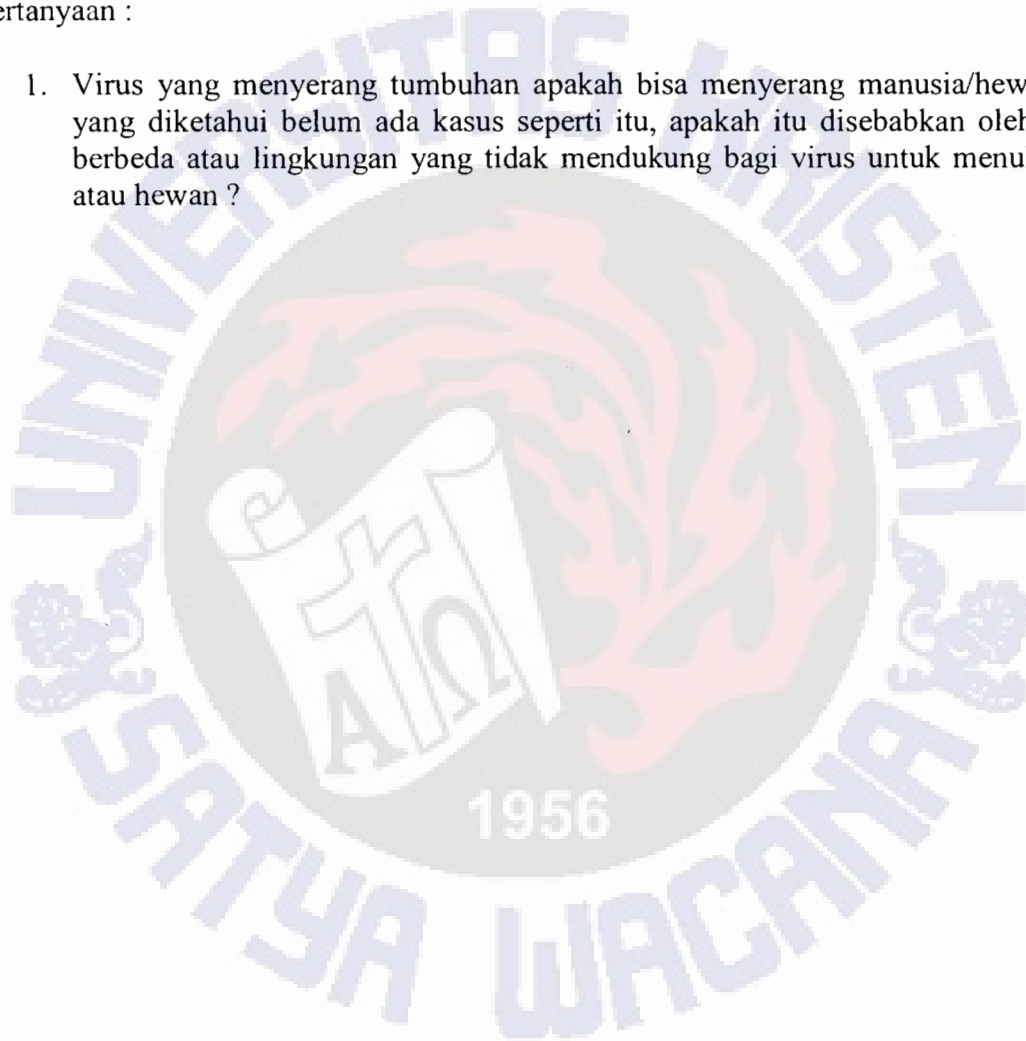 ertanyaan :
1. Virus yang menyerang tumbuhan apakah bisa menyerang manusia/hew
yang diketahui belum ada kasus seperti itu, apakah itu disebabkan oleh
berbeda atau lingkungan yang tidak mendukung bagi virus untuk menu
atau hewan ?
UNIVERSITAS KRISTEN
ΑΩ
1956
SATYA WACANA